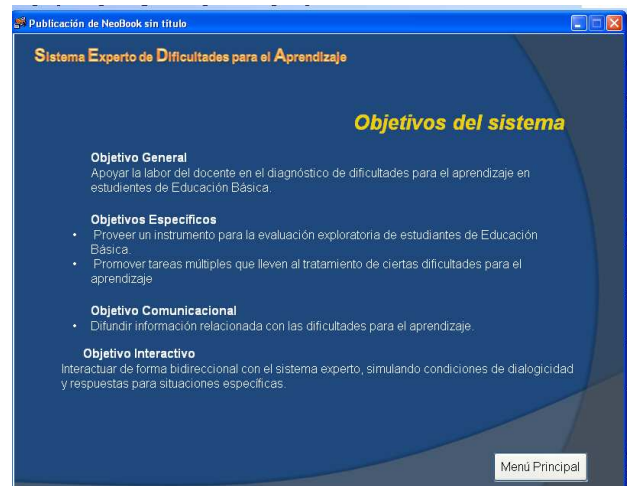 Publicación de NeoBook sin título
Sistema Experto de Dificultades para el Aprendizaje
Objetivos del sistema
Objetivo General
Apoyar la labor del docente en el diagnóstico de dificultades para el aprendizaje en
estudiantes de Educación Básica.
Objetivos Específicos
• Proveer un instrumento para la evaluación exploratoria de estudiantes de Educación
Básica.
• Promover tareas múltiples que lleven al tratamiento de ciertas dificultades para el
aprendizaje
Objetivo Comunicacional
• Difundir información relacionada con las dificultades para el aprendizaje.
Objetivo Interactivo
Interactuar de forma bidireccional con el sistema experto, simulando condiciones de dialogicidad
y respuestas para situaciones específicas.
Menú Principal